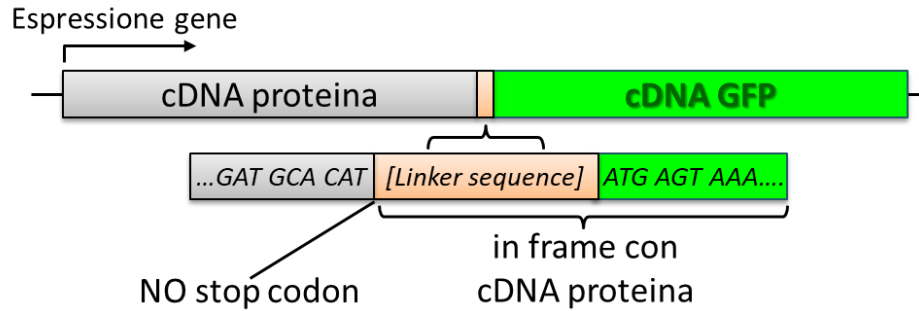 Espressione gene
cDNA proteina
cDNA GFP
...GAT GCA CAT
[Linker sequence]
ATG AGT AAA....
in frame con
cDNA proteina
NO stop codon